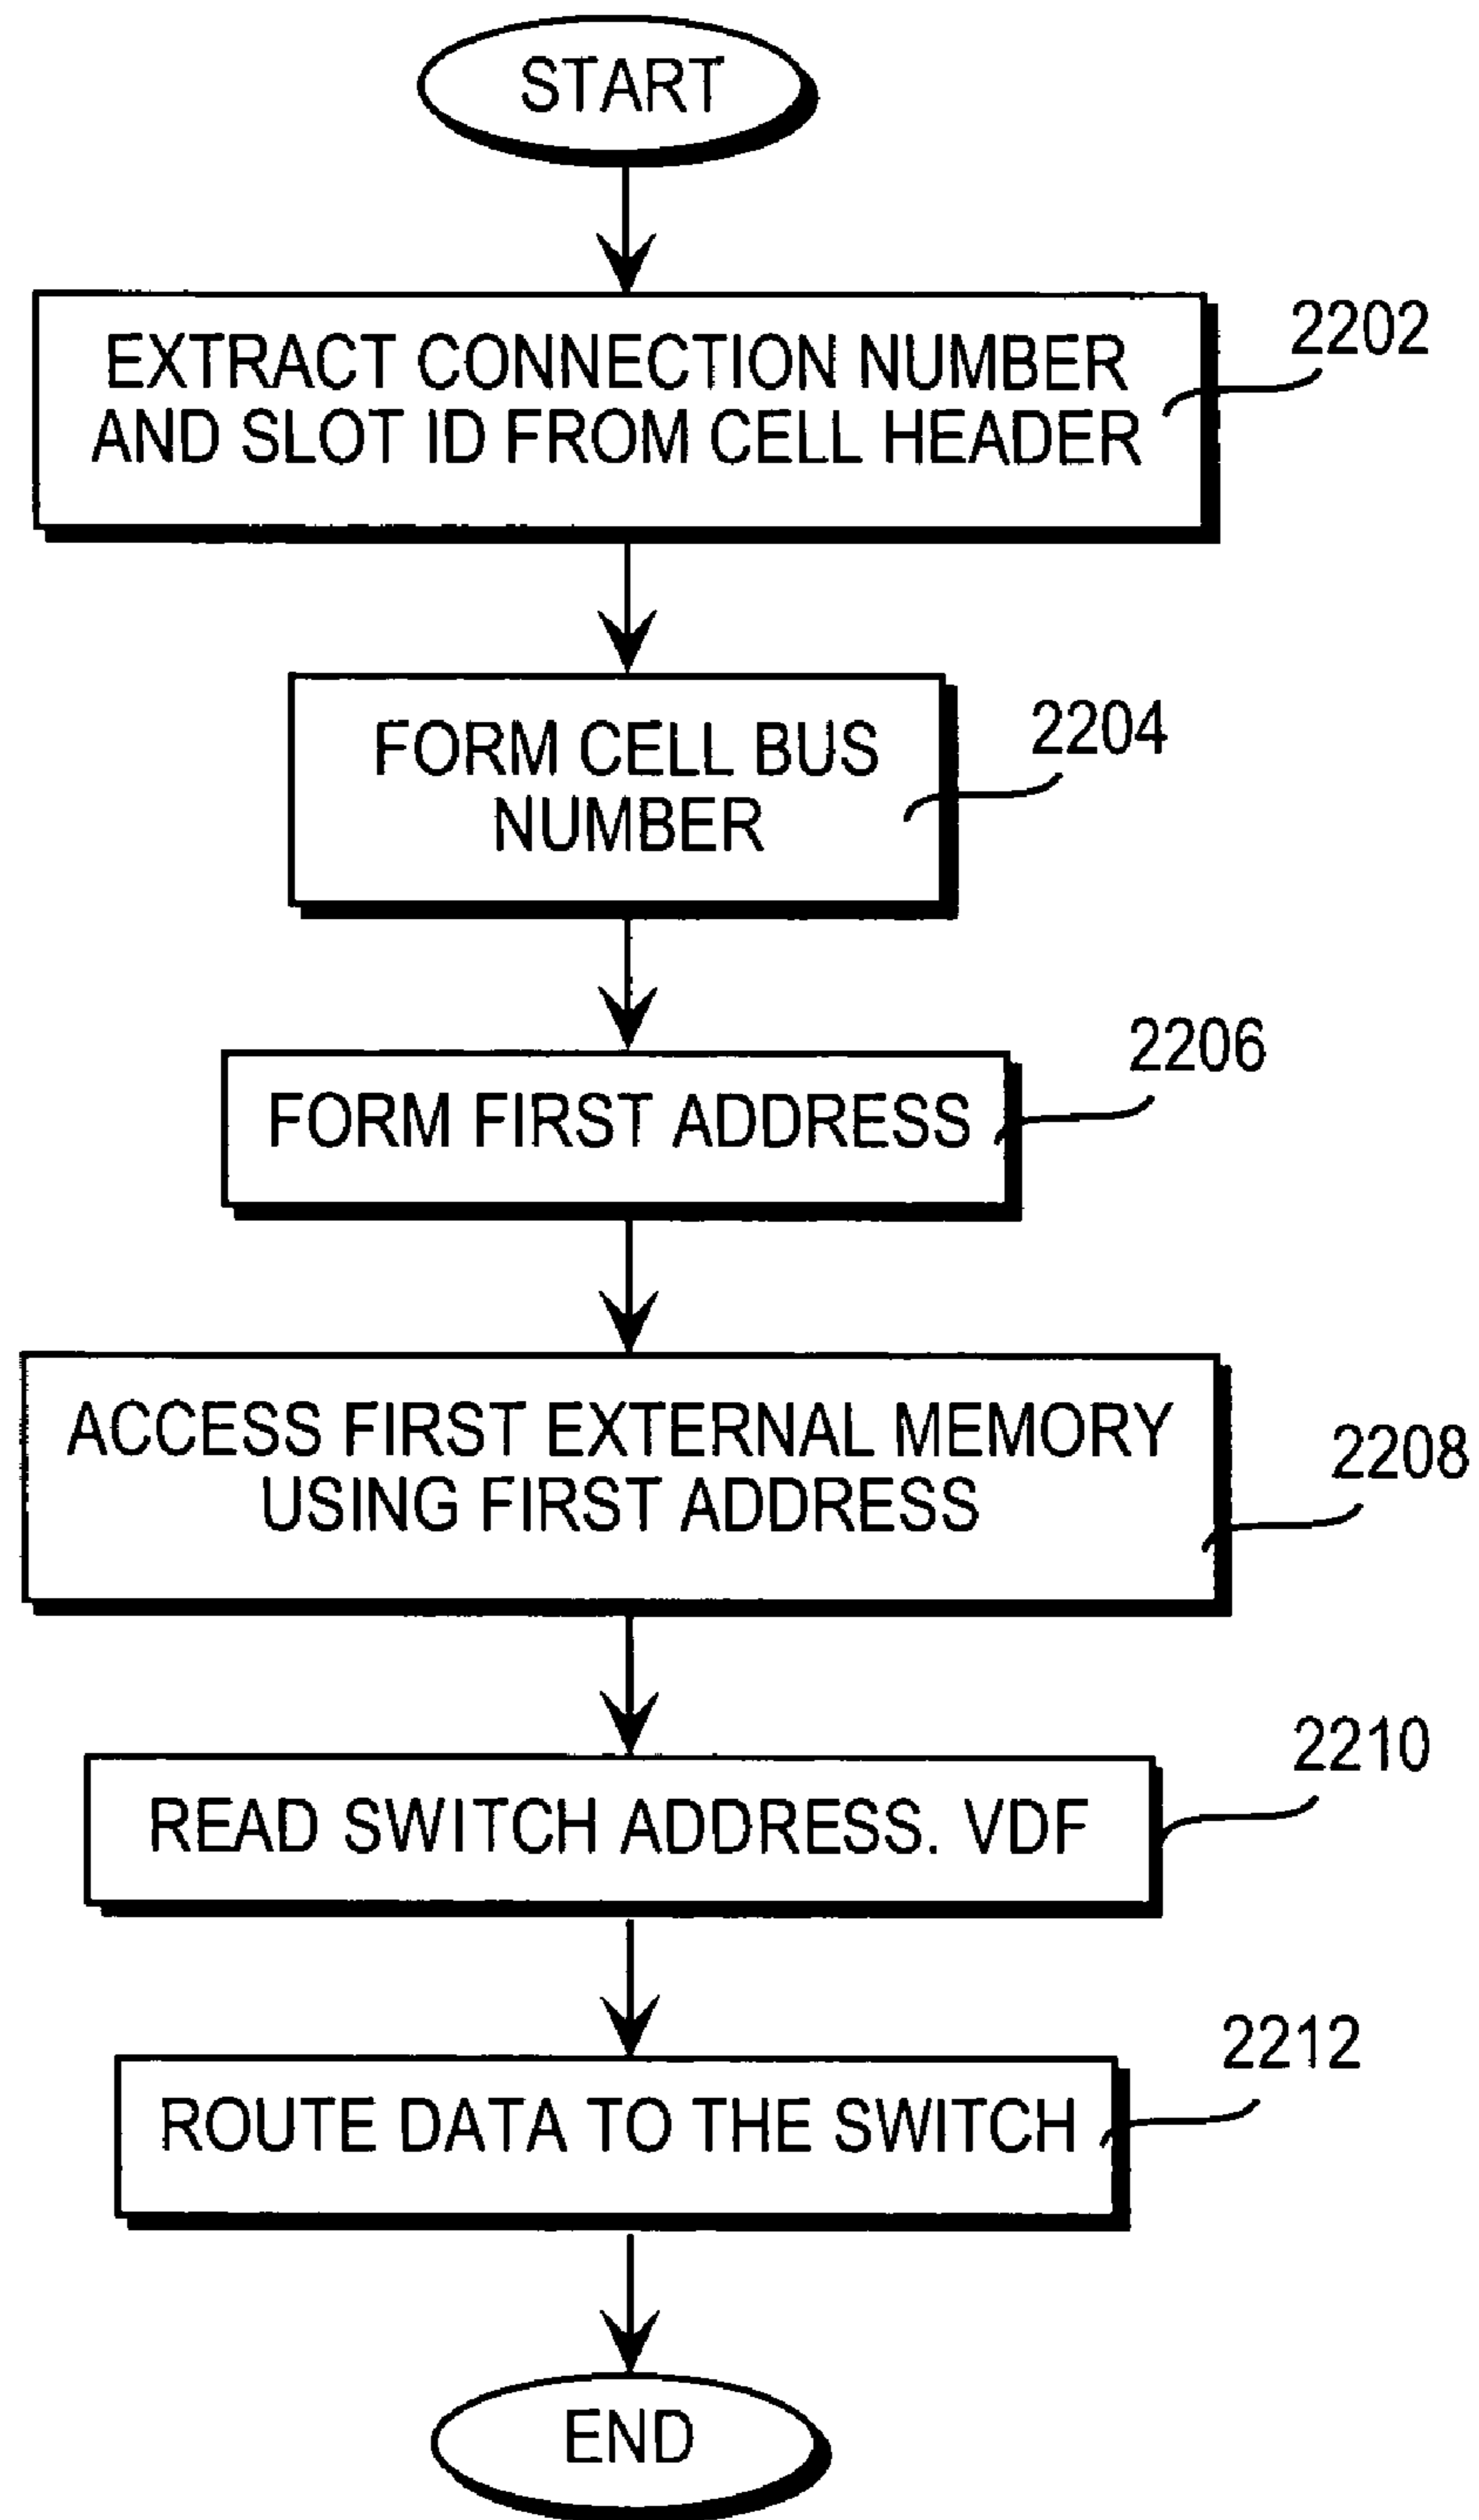 START
EXTRACT CONNECTION NUMBER
AND SLOT ID FROM CELL HEADER
2202
FORM CELL BUS
NUMBER
2204
FORM FIRST ADDRESS
2206
ACCESS FIRST EXTERNAL MEMORY
USING FIRST ADDRESS
2208
READ SWITCH ADDRESS. VDF
2210
ROUTE DATA TO THE SWITCH
2212
END